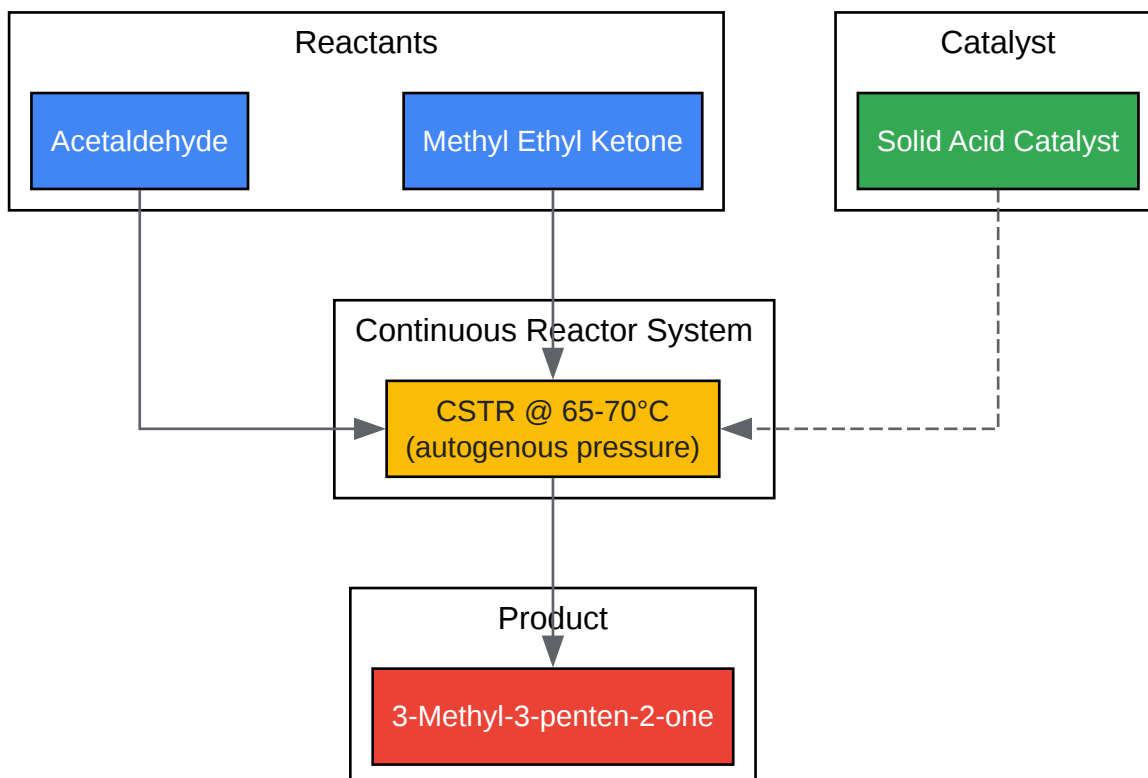 Reactants
Catalyst
Acetaldehyde
Methyl Ethyl Ketone
Solid Acid Catalyst
Continuous Reactor System
CSTR @ 65-70°C
(autogenous pressure)
Product
3-Methyl-3-penten-2-one